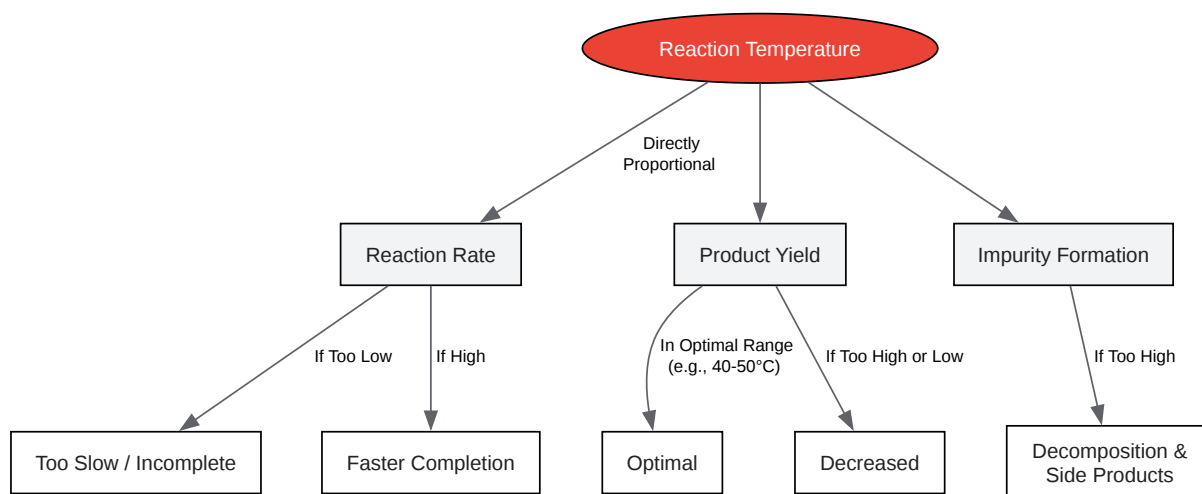 Reaction Temperature
Directly
Proportional
Reaction Rate
Product Yield
Impurity Formation
If Too Low
If High
In Optimal Range
(e.g., 40-50°C)
If Too High or Low
If Too High
Too Slow / Incomplete
Faster Completion
Optimal
Decreased
Decomposition &
Side Products